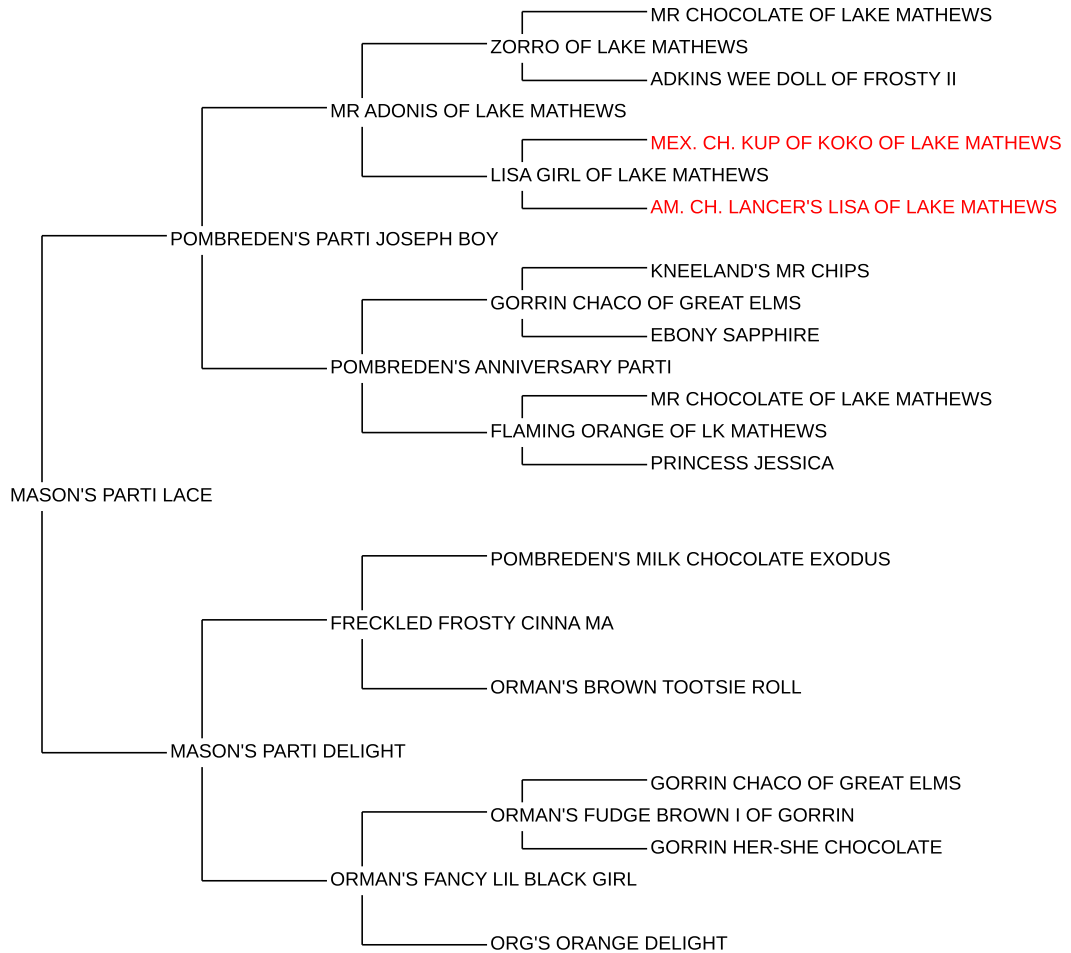 MR CHOCOLATE OF LAKE MATHEWS
ZORRO OF LAKE MATHEWS
ADKINS WEE DOLL OF FROSTY II
MR ADONIS OF LAKE MATHEWS
MEX. CH. KUP OF KOKO OF LAKE MATHEWS
LISA GIRL OF LAKE MATHEWS
AM. CH. LANCER'S LISA OF LAKE MATHEWS
POMBREDEN'S PARTI JOSEPH BOY
KNEELAND'S MR CHIPS
GORRIN CHACO OF GREAT ELMS
EBONY SAPPHIRE
POMBREDEN'S ANNIVERSARY PARTI
MR CHOCOLATE OF LAKE MATHEWS
FLAMING ORANGE OF LK MATHEWS
PRINCESS JESSICA
MASON'S PARTI LACE
POMBREDEN'S MILK CHOCOLATE EXODUS
FRECKLED FROSTY CINNA MA
ORMAN'S BROWN TOOTSIE ROLL
MASON'S PARTI DELIGHT
GORRIN CHACO OF GREAT ELMS
ORMAN'S FUDGE BROWN I OF GORRIN
GORRIN HER-SHE CHOCOLATE
ORMAN'S FANCY LIL BLACK GIRL
ORG'S ORANGE DELIGHT